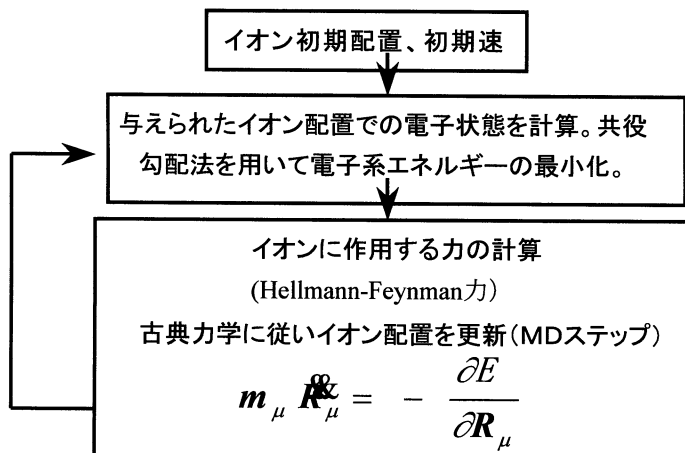 イオン初期配置、初期速
与えられたイオン配置での電子状態を計算。共役
勾配法を用いて電子系エネルギーの最小化。
イオンに作用する力の計算
(Hellmann-Feynman力)
古典力学に従いイオン配置を更新(MDステップ)
m_μ R&&_μ = - ∂E/∂R_μ